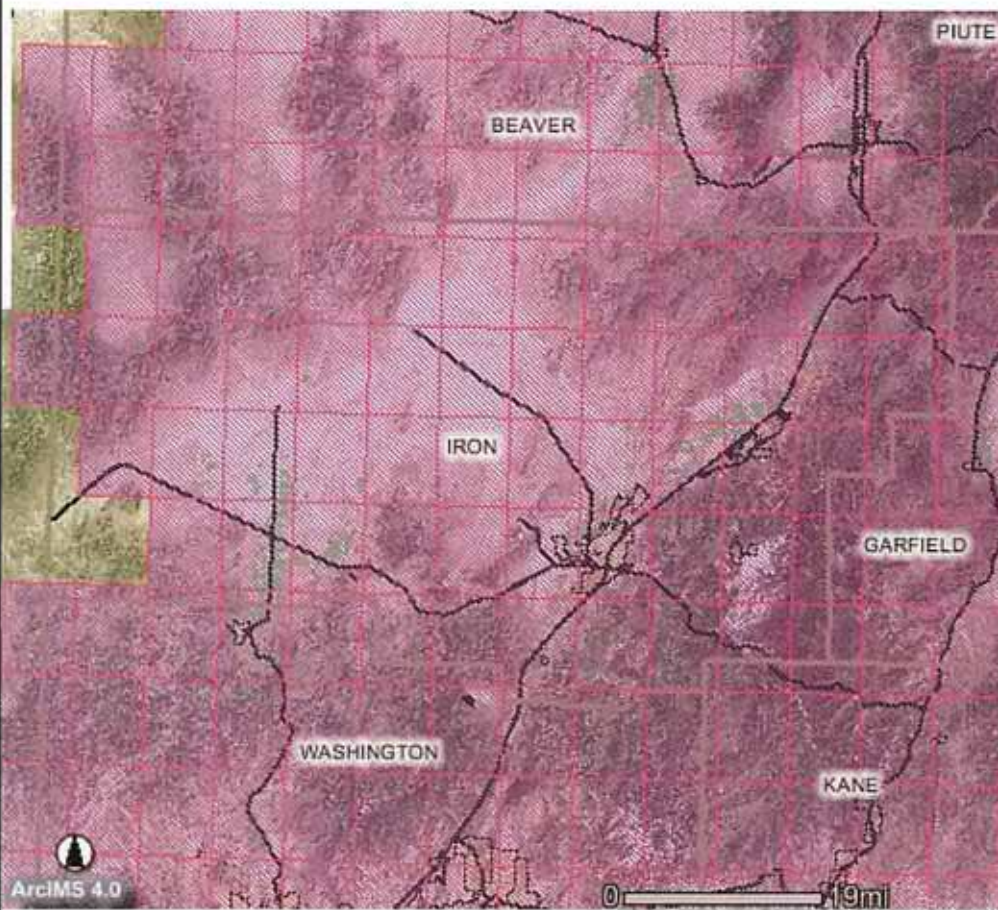 PIUTE
BEAVER
IRON
GARFIELD
WASHINGTON
KANE
ArcIMS 4.0
0 19mi